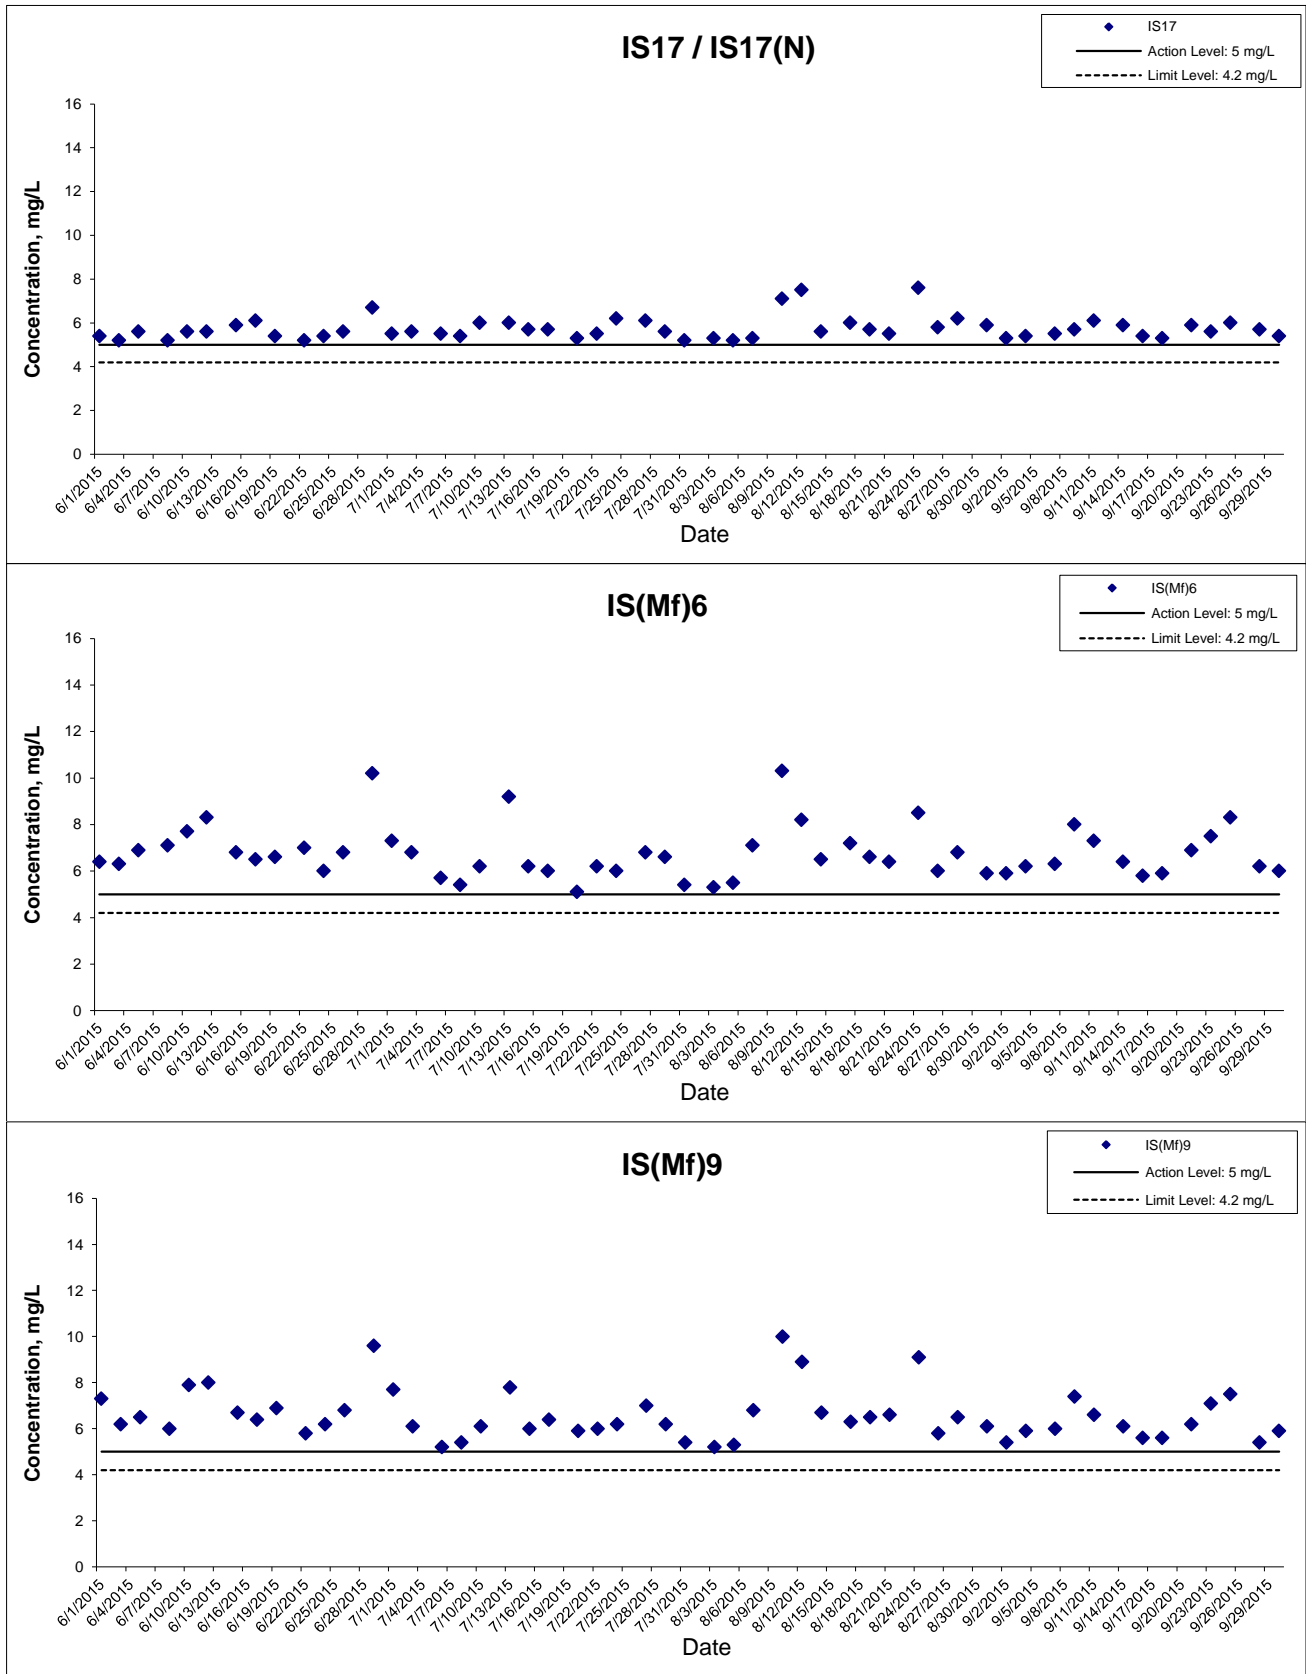 IS17 / IS17(N)
IS17
Action Level: 5 mg/L
Limit Level: 4.2 mg/L
Concentration, mg/L
16
14
12
10
8
6
4
2
0
6/1/2015 6/4/2015 6/7/2015 6/10/2015 6/13/2015 6/16/2015 6/19/2015 6/22/2015 6/25/2015 6/28/2015 7/1/2015 7/4/2015 7/7/2015 7/10/2015 7/13/2015 7/16/2015 7/19/2015 7/22/2015 7/25/2015 7/28/2015 7/31/2015 8/3/2015 8/6/2015 8/9/2015 8/12/2015 8/15/2015 8/18/2015 8/21/2015 8/24/2015 8/27/2015 8/30/2015 9/2/2015 9/5/2015 9/8/2015 9/11/2015 9/14/2015 9/17/2015 9/20/2015 9/23/2015 9/26/2015 9/29/2015
Date
IS(Mf)6
IS(Mf)6
Action Level: 5 mg/L
Limit Level: 4.2 mg/L
Concentration, mg/L
16
14
12
10
8
6
4
2
0
6/1/2015 6/4/2015 6/7/2015 6/10/2015 6/13/2015 6/16/2015 6/19/2015 6/22/2015 6/25/2015 6/28/2015 7/1/2015 7/4/2015 7/7/2015 7/10/2015 7/13/2015 7/16/2015 7/19/2015 7/22/2015 7/25/2015 7/28/2015 7/31/2015 8/3/2015 8/6/2015 8/9/2015 8/12/2015 8/15/2015 8/18/2015 8/21/2015 8/24/2015 8/27/2015 8/30/2015 9/2/2015 9/5/2015 9/8/2015 9/11/2015 9/14/2015 9/17/2015 9/20/2015 9/23/2015 9/26/2015 9/29/2015
Date
IS(Mf)9
IS(Mf)9
Action Level: 5 mg/L
Limit Level: 4.2 mg/L
Concentration, mg/L
16
14
12
10
8
6
4
2
0
6/1/2015 6/4/2015 6/7/2015 6/10/2015 6/13/2015 6/16/2015 6/19/2015 6/22/2015 6/25/2015 6/28/2015 7/1/2015 7/4/2015 7/7/2015 7/10/2015 7/13/2015 7/16/2015 7/19/2015 7/22/2015 7/25/2015 7/28/2015 7/31/2015 8/3/2015 8/6/2015 8/9/2015 8/12/2015 8/15/2015 8/18/2015 8/21/2015 8/24/2015 8/27/2015 8/30/2015 9/2/2015 9/5/2015 9/8/2015 9/11/2015 9/14/2015 9/17/2015 9/20/2015 9/23/2015 9/26/2015 9/29/2015
Date